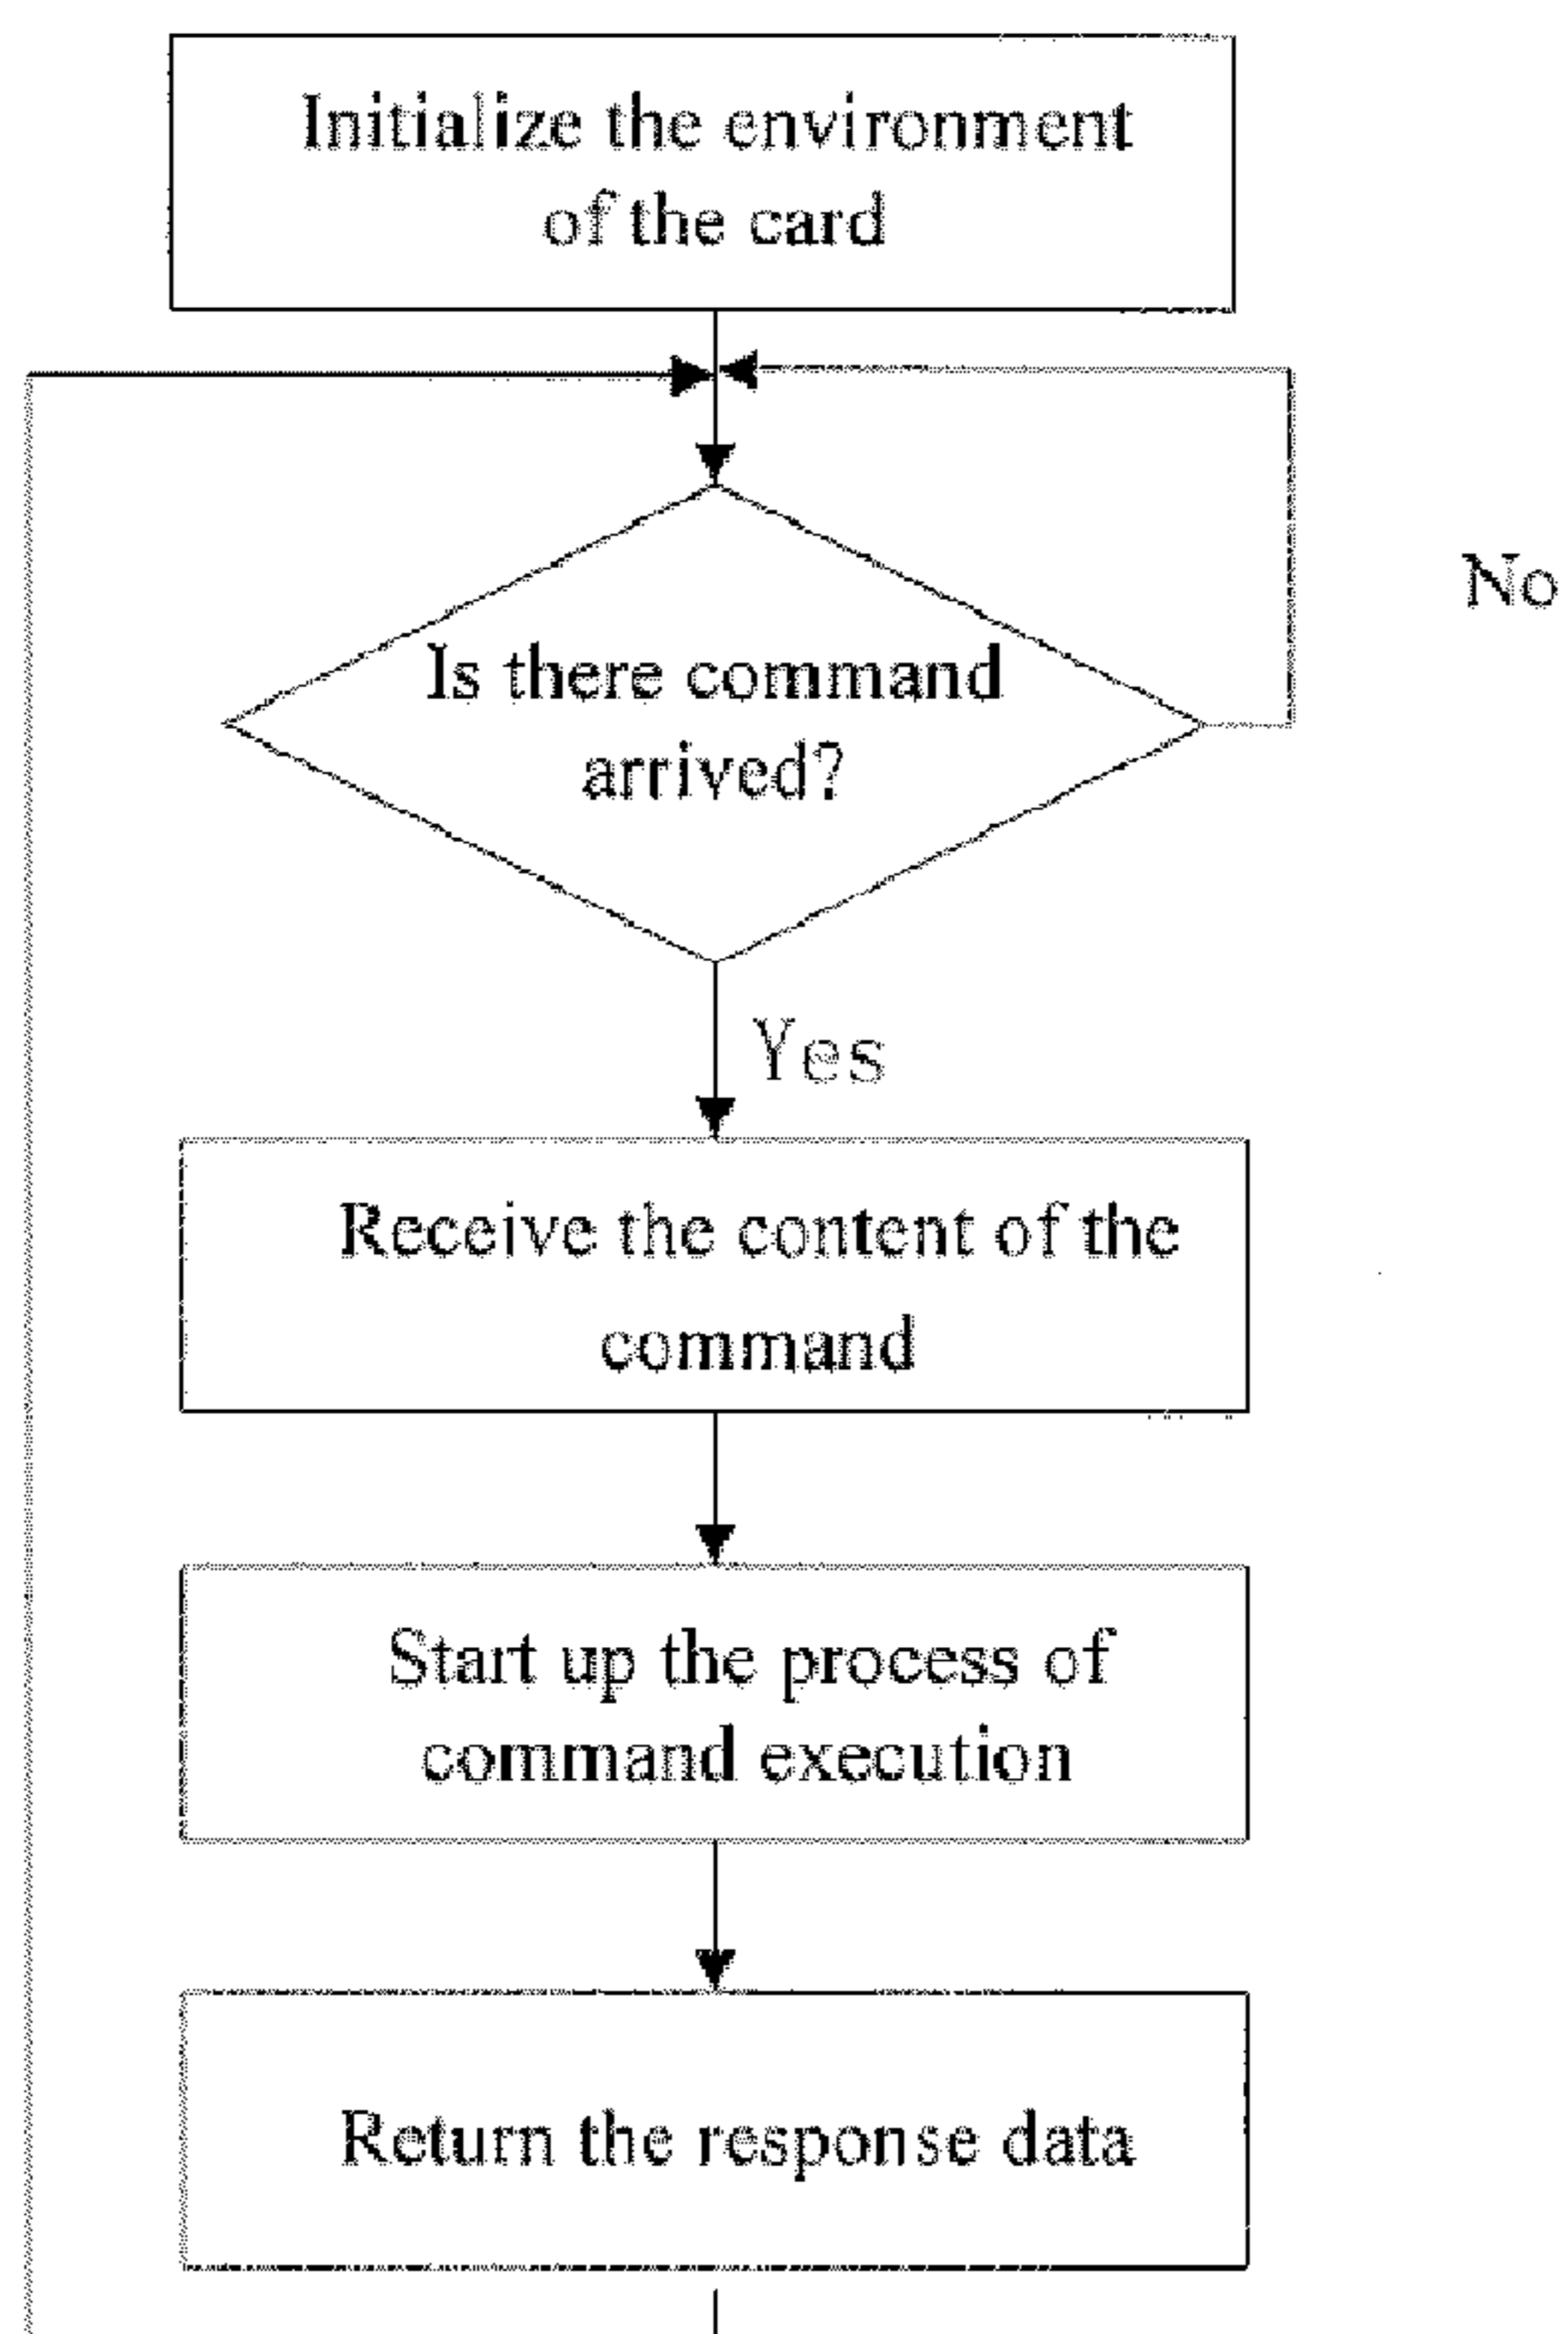 Initialize the environment
of the card
No
Is there command
arrived?
Yes
Receive the content of the
command
Start up the process of
command execution
Return the response data